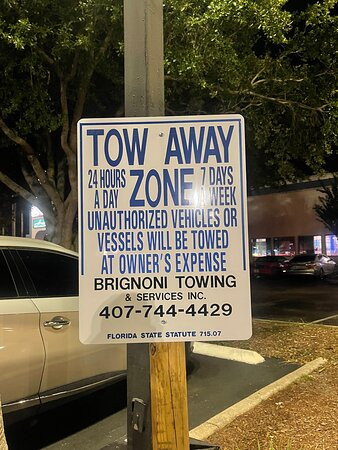 TOW AWAY
24 HOURS A DAY ZONE 7 DAYS A WEEK
UNAUTHORIZED VEHICLES OR
VESSELS WILL BE TOWED
AT OWNER'S EXPENSE
BRIGNONI TOWING
& SERVICES INC.
407-744-4429
FLORIDA STATE STATUTE 715.07